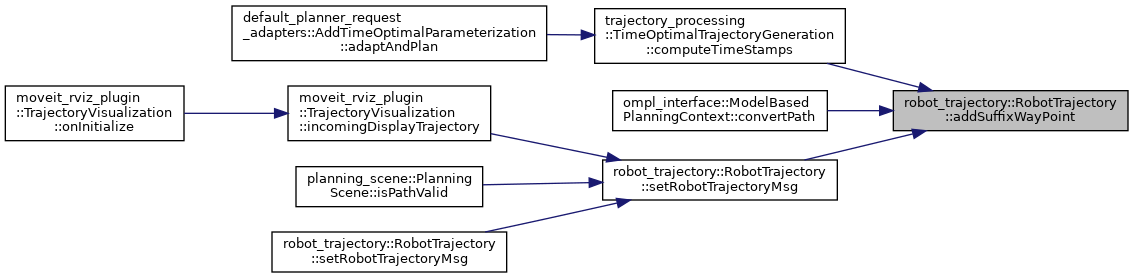 default_planner_request
_adapters::AddTimeOptimalParameterization
::adaptAndPlan
trajectory_processing
::TimeOptimalTrajectoryGeneration
::computeTimeStamps
moveit_rviz_plugin
::TrajectoryVisualization
::onInitialize
moveit_rviz_plugin
::TrajectoryVisualization
::incomingDisplayTrajectory
ompl_interface::ModelBased
PlanningContext::convertPath
robot_trajectory::RobotTrajectory
::addSuffixWayPoint
planning_scene::Planning
Scene::isPathValid
robot_trajectory::RobotTrajectory
::setRobotTrajectoryMsg
robot_trajectory::RobotTrajectory
::setRobotTrajectoryMsg